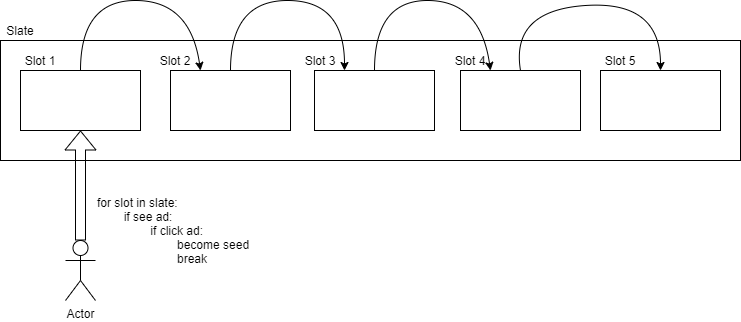 Slate
Slot 1
Slot 2
Slot 3
Slot 4
Slot 5
for slot in slate:
if see ad:
if click ad:
become seed
break
Actor